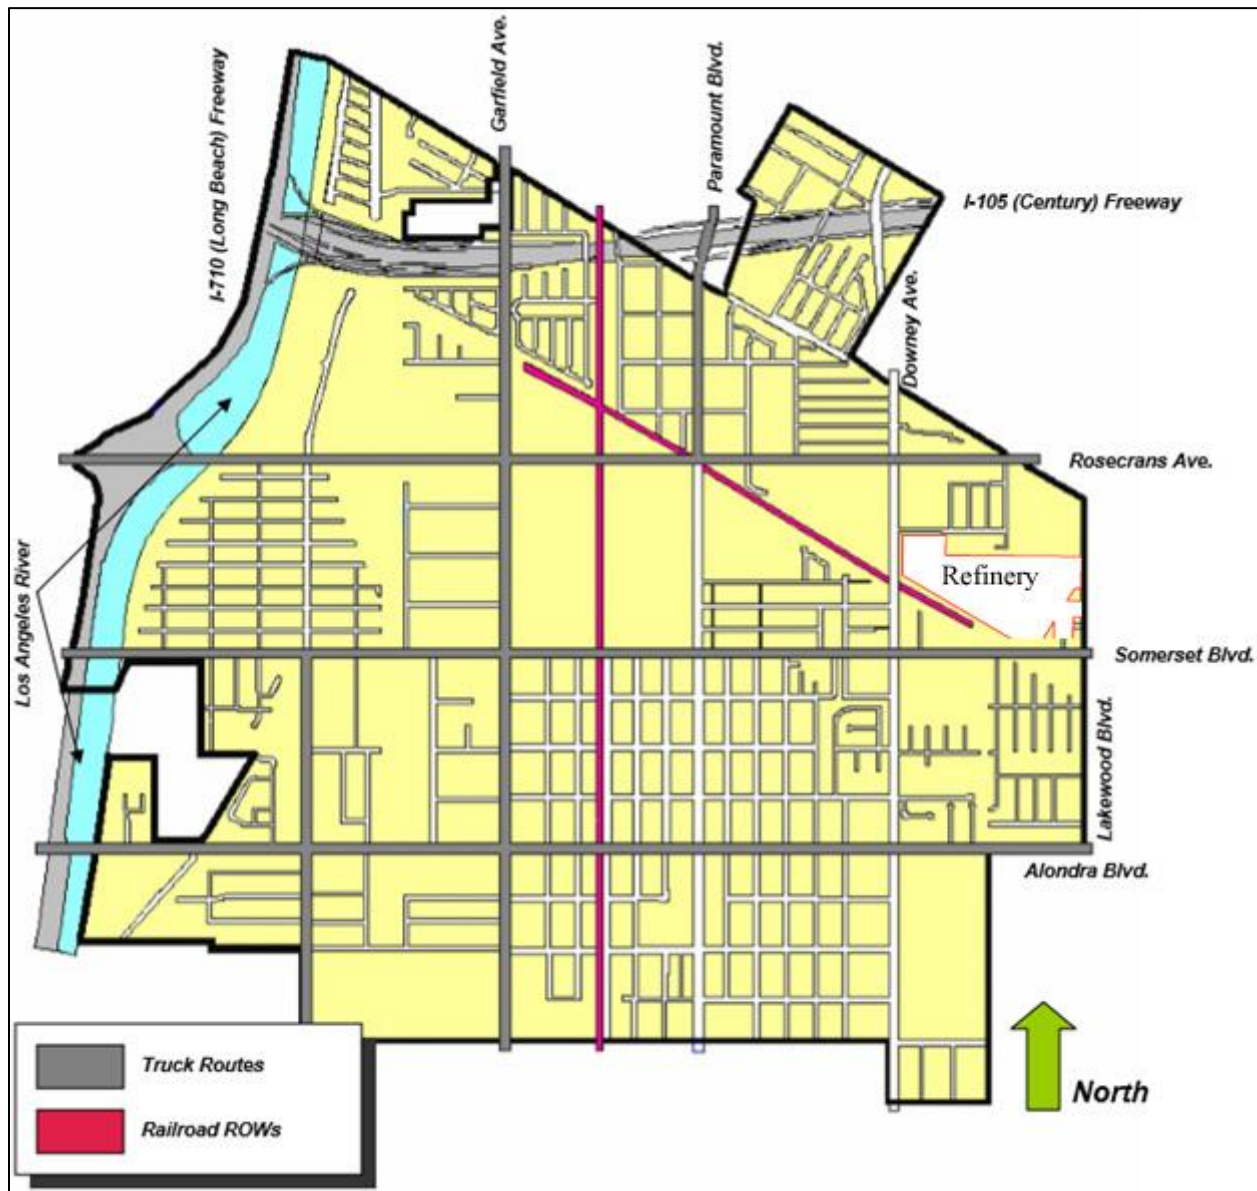 I-710 (Long Beach) Freeway
Garfield Ave.
Paramount Blvd.
I-105 (Century) Freeway
Downey Ave.
Rosecrans Ave.
Refinery
Los Angeles River
Somerset Blvd.
Lakewood Blvd.
Alondra Blvd.
Truck Routes
Railroad ROWs
North